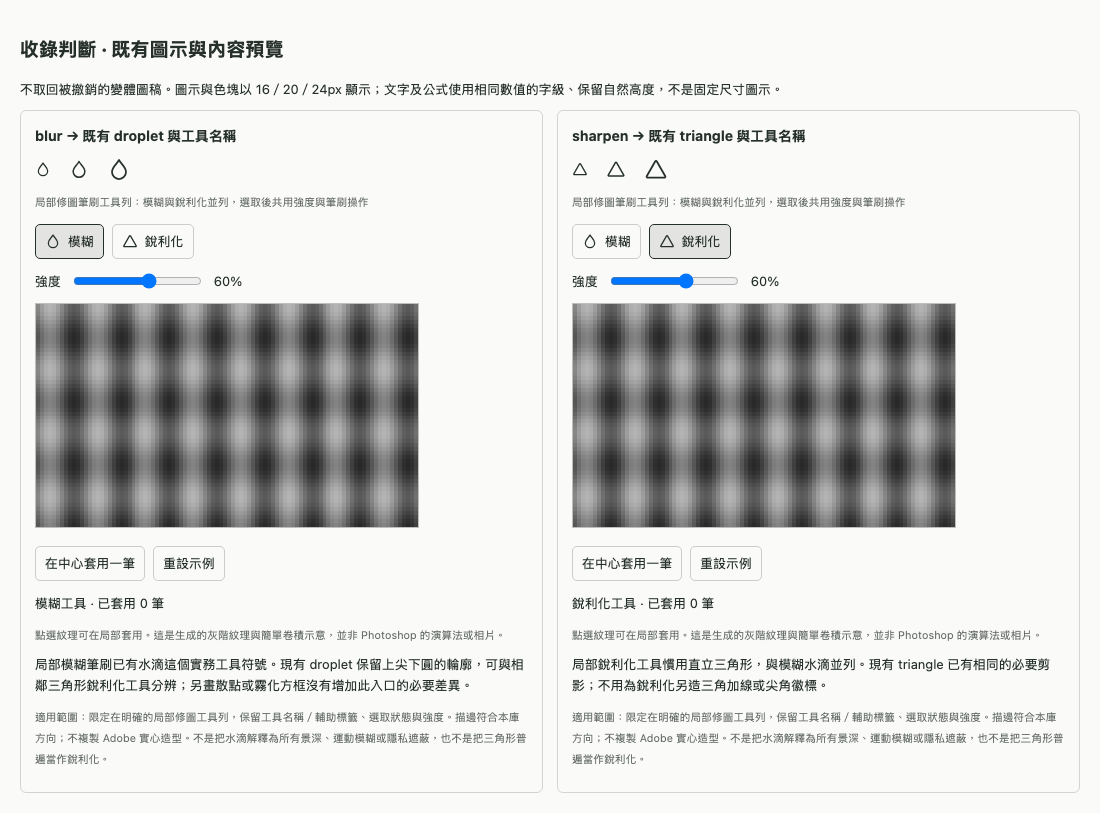 收錄判斷 · 既有圖示與內容預覽
不取回被撤銷的變體圖稿。圖示與色塊以 16 / 20 / 24px 顯示；文字及公式使用相同數值的字級、保留自然高度，不是固定尺寸圖示。
blur → 既有 droplet 與工具名稱
局部修圖筆刷工具列：模糊與銳利化並列，選取後共用強度與筆刷操作
模糊 銳利化
強度 60%
在中心套用一筆 重設示例
模糊工具 · 已套用 0 筆
點選紋理可在局部套用。這是生成的灰階紋理與簡單卷積示意，並非 Photoshop 的演算法或相片。
局部模糊筆刷已有水滴這個實務工具符號。現有 droplet 保留上尖下圓的輪廓，可與相
鄰三角形銳利化工具分辨；另畫散點或霧化方框沒有增加此入口的必要差異。
適用範圍：限定在明確的局部修圖工具列，保留工具名稱 / 輔助標籤、選取狀態與強度。描邊符合本庫
方向；不複製 Adobe 實心造型。不是把水滴解釋為所有景深、運動模糊或隱私遮蔽，也不是把三角形普
遍當作銳利化。
sharpen → 既有 triangle 與工具名稱
局部修圖筆刷工具列：模糊與銳利化並列，選取後共用強度與筆刷操作
模糊 銳利化
強度 60%
在中心套用一筆 重設示例
銳利化工具 · 已套用 0 筆
點選紋理可在局部套用。這是生成的灰階紋理與簡單卷積示意，並非 Photoshop 的演算法或相片。
局部銳利化工具慣用直立三角形，與模糊水滴並列。現有 triangle 已有相同的必要剪
影；不用為銳利化另造三角加線或尖角徽標。
適用範圍：限定在明確的局部修圖工具列，保留工具名稱 / 輔助標籤、選取狀態與強度。描邊符合本庫
方向；不複製 Adobe 實心造型。不是把水滴解釋為所有景深、運動模糊或隱私遮蔽，也不是把三角形普
遍當作銳利化。